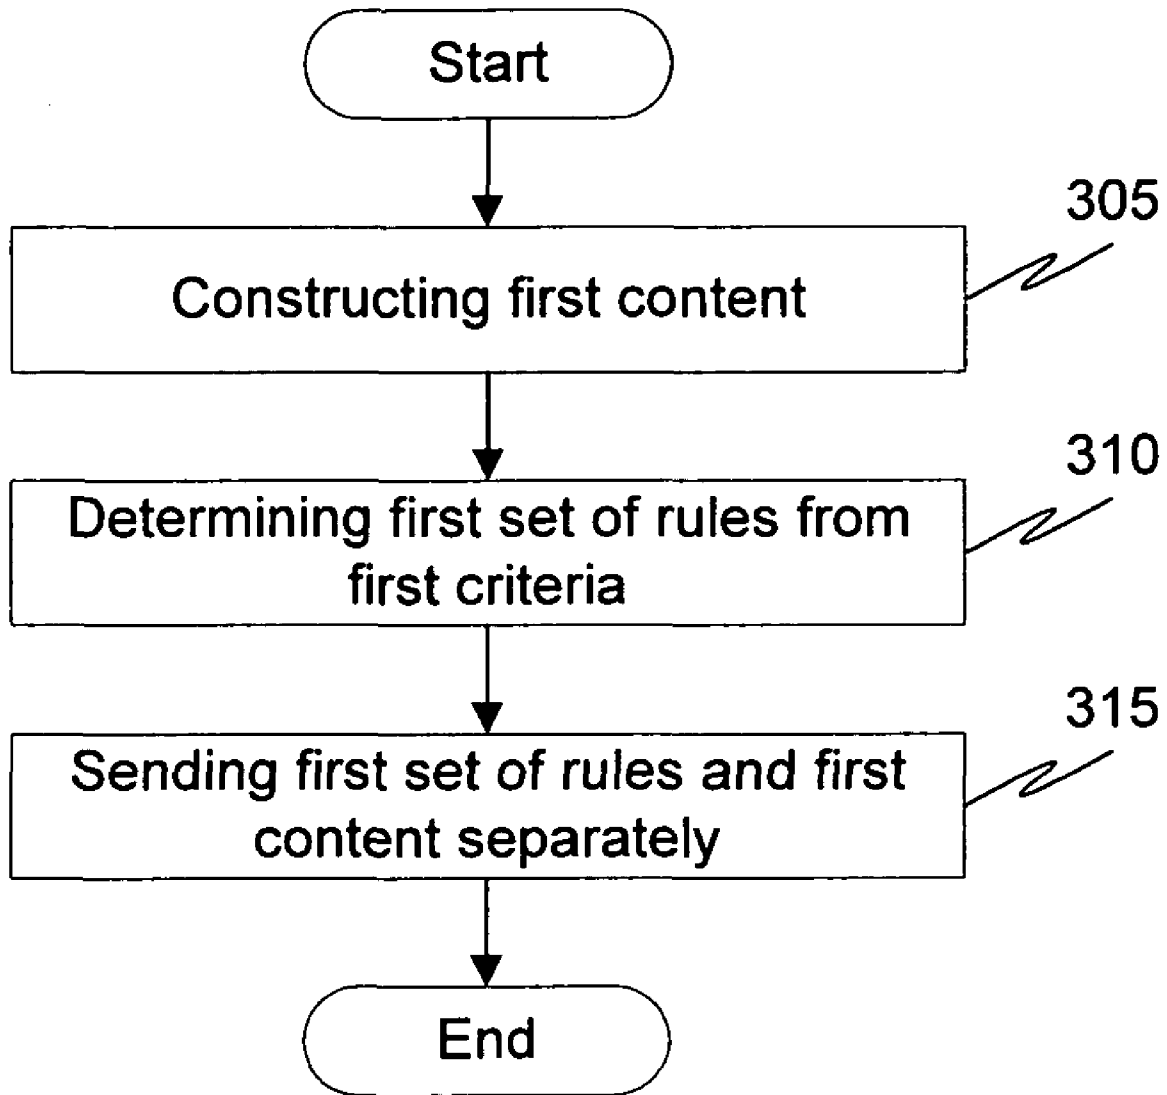 Start
305
Constructing first content
310
Determining first set of rules from
first criteria
315
Sending first set of rules and first
content separately
End